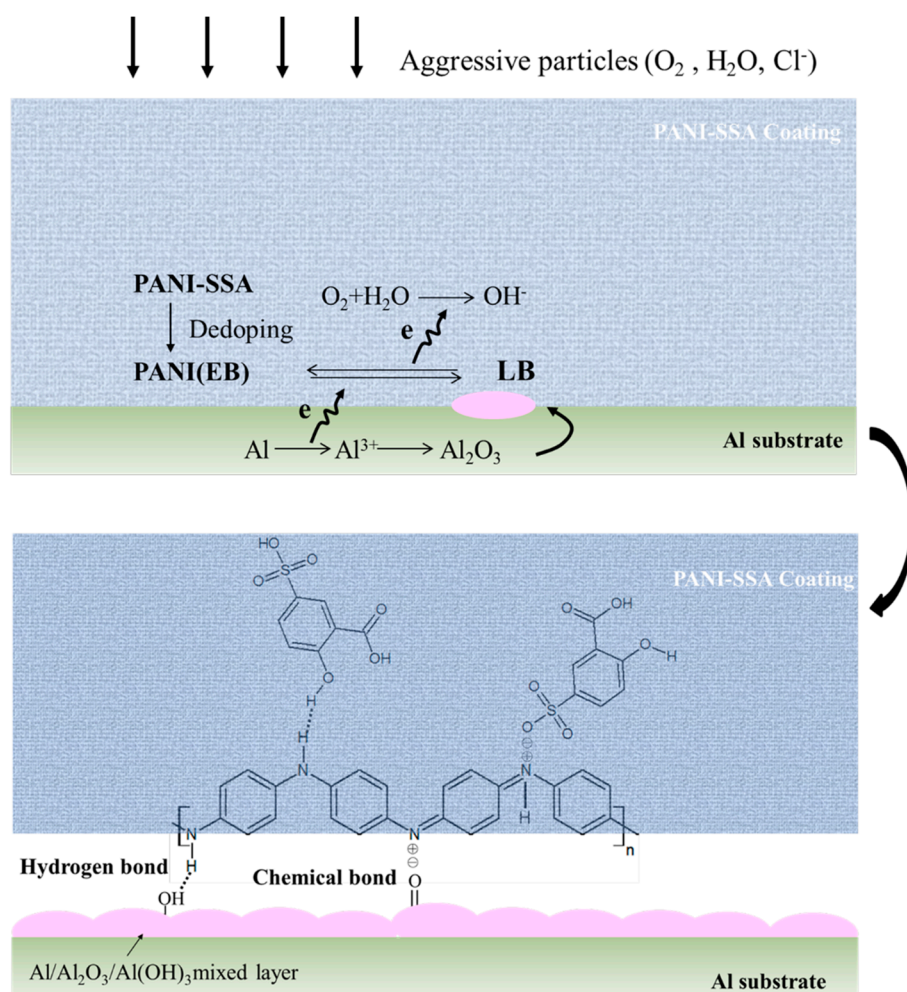 Aggressive particles (O₂ , H₂O, Cl⁻)
PANI-SSA Coating
PANI-SSA
O₂+H₂O → OH⁻
Dedoping
e
PANI(EB) ⇌ LB
e
Al → Al³⁺ → Al₂O₃
Al substrate
HO
O S O
O OH
OH
PANI-SSA Coating
O OH
O H
O
S
O
O
H
H
N
⊖
⊕
N
H
N
H
N
⊕
⊖
n
Hydrogen bond
Chemical bond
O
OH
Al/Al₂O₃/Al(OH)₃mixed layer
Al substrate